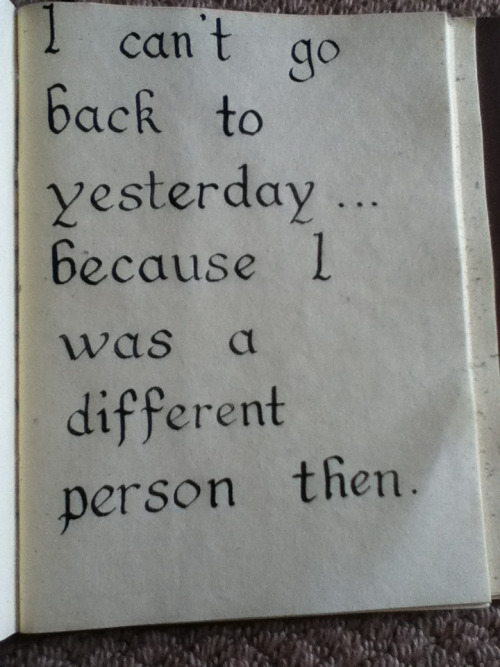 I can't go
back to
yesterday...
because I
was a
different
person then.